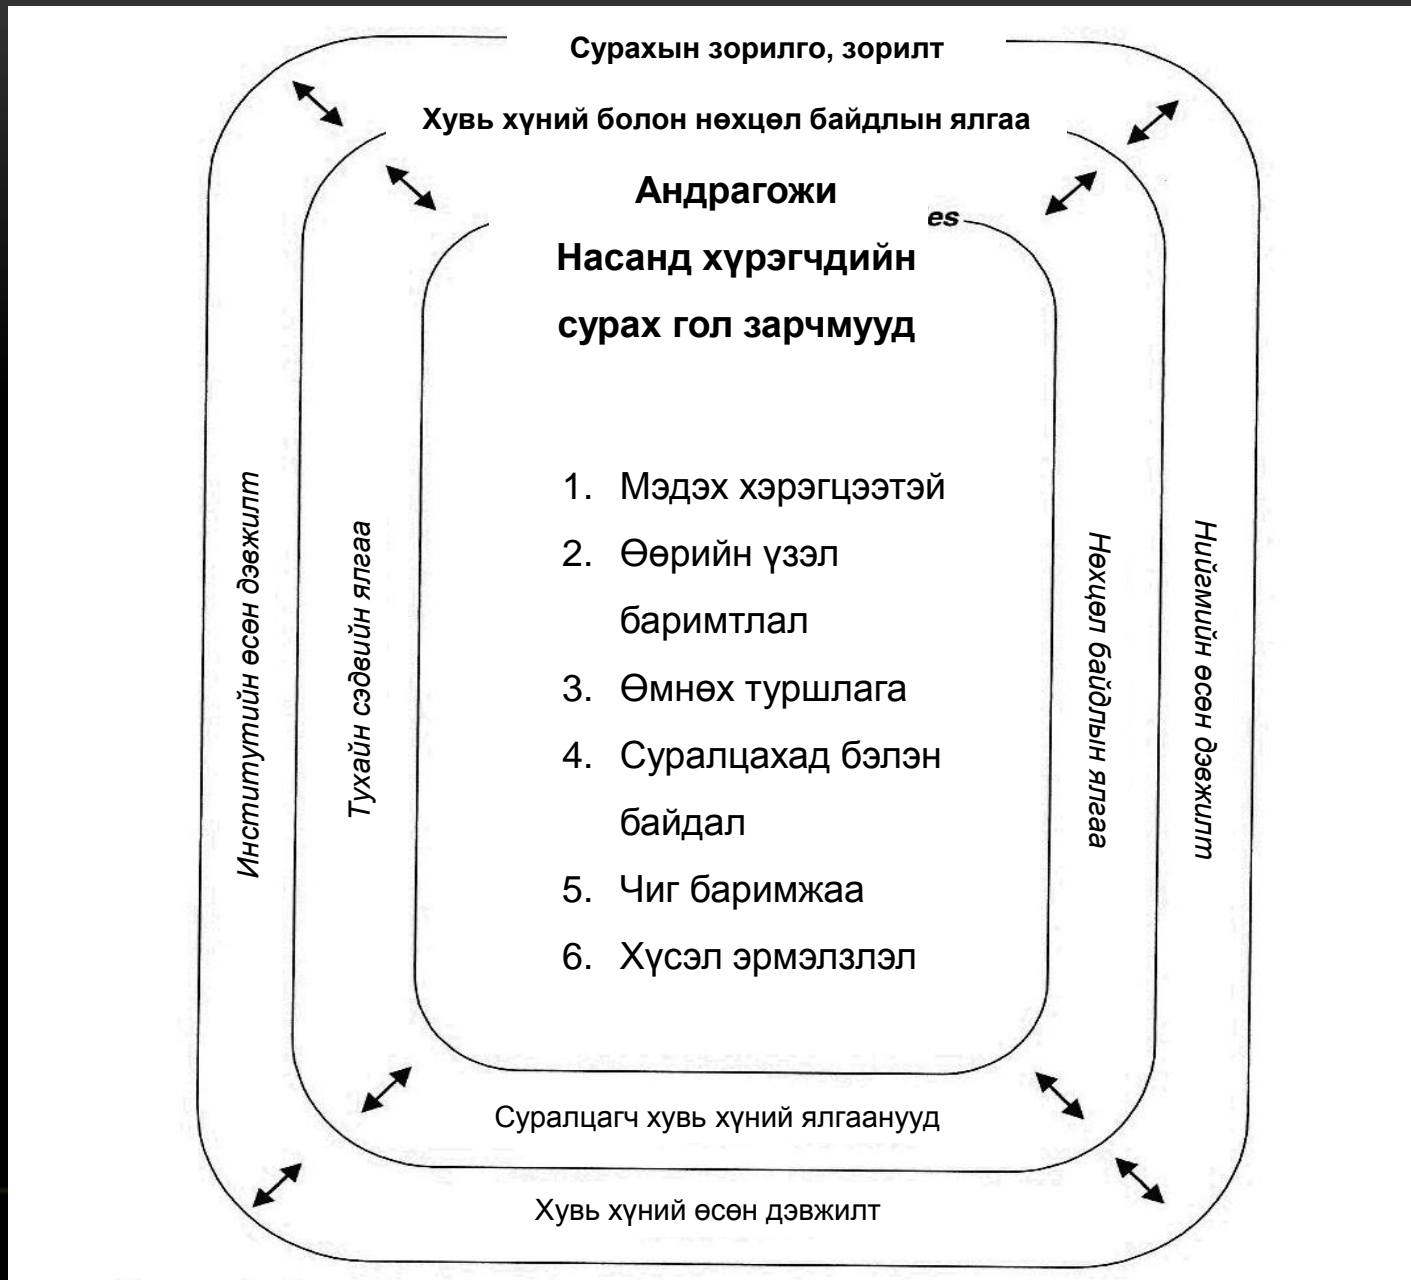 Сурахын зорилго, зорилт
Хувь хүний болон нөхцөл байдлын ялгаа
Андрагожи
es
Насанд хүрэгчдийн
сурах гол зарчмууд
1. Мэдэх хэрэгцээтэй
2. Өөрийн үзэл
баримтлал
3. Өмнөх туршлага
4. Суралцахад бэлэн
байдал
5. Чиг баримжаа
6. Хүсэл эрмэлзлэл
Институтийн өсөн дэвжилт
Тухайн сэдвийн ялгаа
Нөхцөл байдлын ялгаа
Нийгмийн өсөн дэвжилт
Суралцагч хувь хүний ялгаанууд
Хувь хүний өсөн дэвжилт